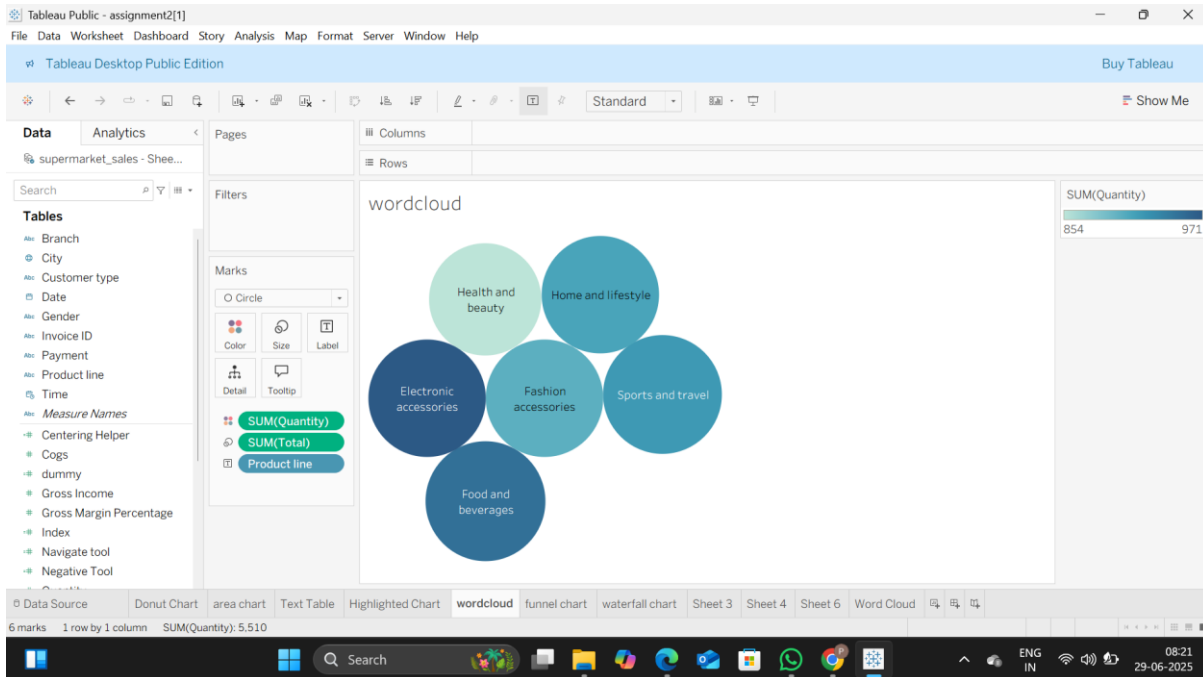 Tableau Public - assignment2[1]
File Data Worksheet Dashboard Story Analysis Map Format Server Window Help
Tableau Desktop Public Edition
Buy Tableau
Standard
Show Me
Data Analytics
supermarket_sales - Shee...
Search
Tables
Abc Branch
City
Abc Customer type
Date
Abc Gender
Abc Invoice ID
Abc Payment
Abc Product line
Time
Abc Measure Names
Centering Helper
Cogs
dummy
Gross Income
Gross Margin Percentage
Index
Navigate tool
Negative Tool
Pages
Filters
Marks
Circle
Color Size Label
Detail Tooltip
SUM(Quantity)
SUM(Total)
Product line
Columns
Rows
wordcloud
Health and
beauty
Home and lifestyle
Electronic
accessories
Fashion
accessories
Sports and travel
Food and
beverages
SUM(Quantity)
854 971
Data Source Donut Chart area chart Text Table Highlighted Chart wordcloud funnel chart waterfall chart Sheet 3 Sheet 4 Sheet 6 Word Cloud
6 marks 1 row by 1 column SUM(Quantity): 5,510
Search
ENG
IN
08:21
29-06-2025